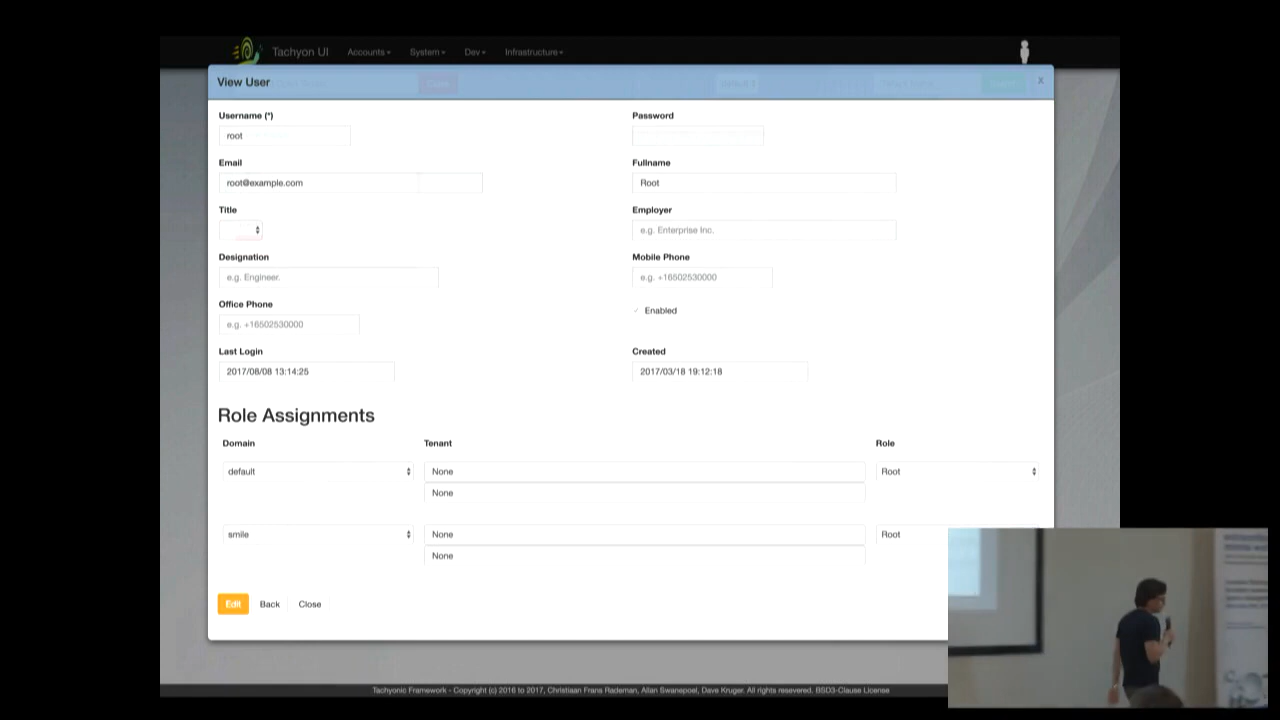 Tachyon UI Accounts System Dev Infrastructure
View User x
Username (*) Password
root
Email Fullname
root@example.com Root
Title Employer
e.g. Enterprise Inc.
Designation Mobile Phone
e.g. Engineer. e.g. +16502530000
Office Phone
Enabled
e.g. +16502530000
Last Login Created
2017/08/08 13:14:25 2017/03/18 19:12:18
Role Assignments
Domain Tenant Role
default None Root
None
smile None Root
None
Edit Back Close
Tachyonic Framework - Copyright (c) 2016 to 2017, Christiaan Frans Rademan, Allan Swanepoel, Dave Kruger. All rights resevered. BSD3-Clause License